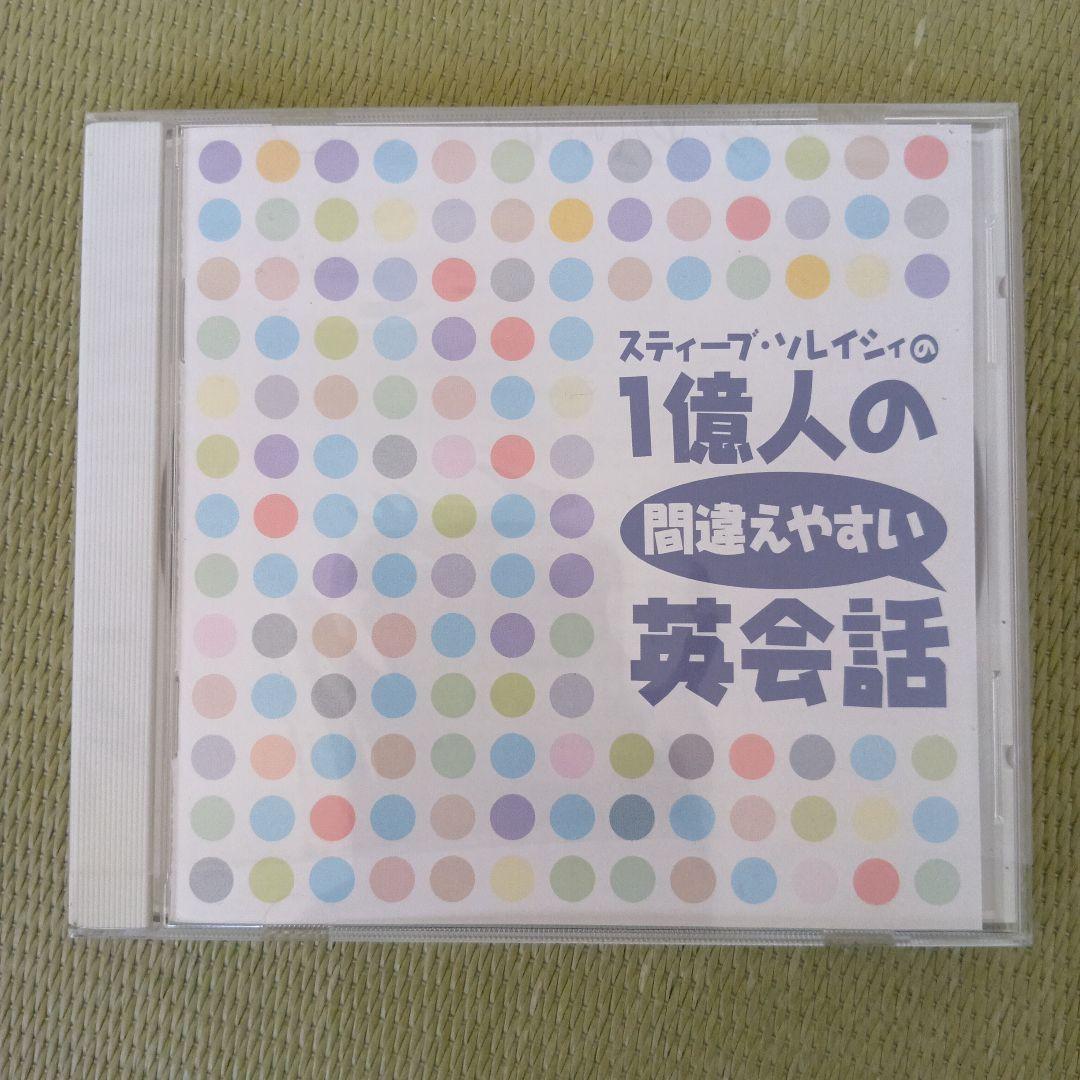 スティーブ・ソレイシィの
1億人の
間違えやすい
英会話